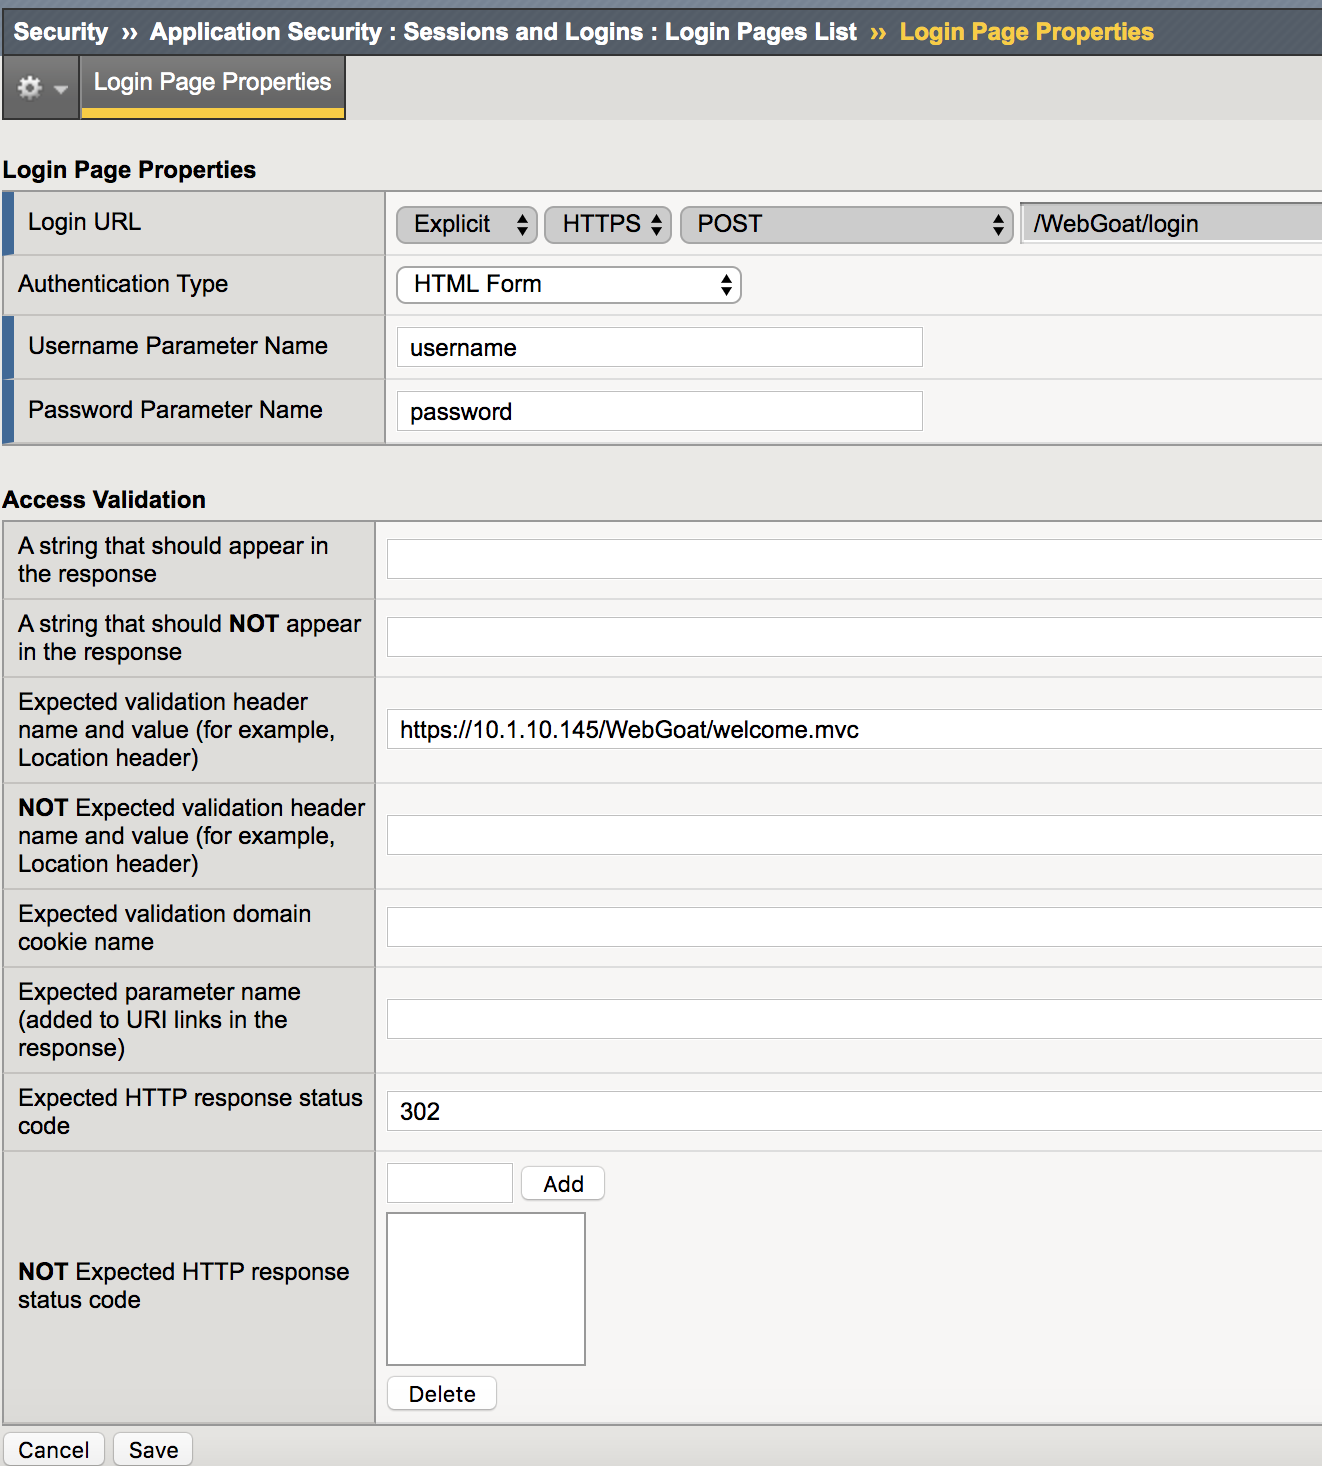 Security » Application Security : Sessions and Logins : Login Pages List » Login Page Properties
Login Page Properties
Login Page Properties
Login URL Explicit HTTPS POST /WebGoat/login
Authentication Type HTML Form
Username Parameter Name username
Password Parameter Name password
Access Validation
A string that should appear in
the response
A string that should NOT appear
in the response
Expected validation header
name and value (for example,
Location header)
https://10.1.10.145/WebGoat/welcome.mvc
NOT Expected validation header
name and value (for example,
Location header)
Expected validation domain
cookie name
Expected parameter name
(added to URI links in the
response)
Expected HTTP response status
code
302
Add
NOT Expected HTTP response
status code
Delete
Cancel Save